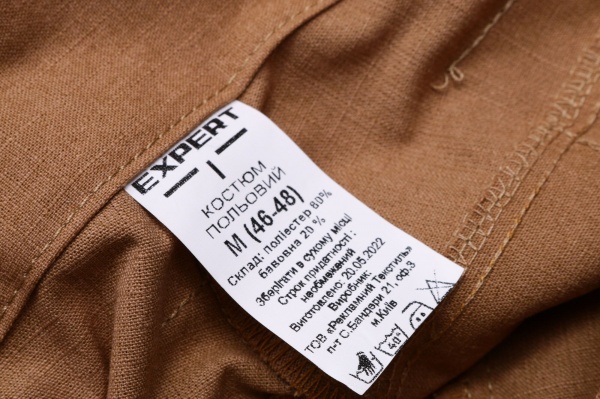 EXPERT
КОСТЮМ
ПОЛЬОВИЙ
M (46-48)
Склад: поліестер 80%
бавовна 20 %
Зберігати в сухому місці
Строк придатності :
необмежений
Виготовлено: 20.05.2022
Виробник:
ТОВ «Рекламний Текстиль»
п-т С.Бандери 21, оф.3
м.Київ
40°